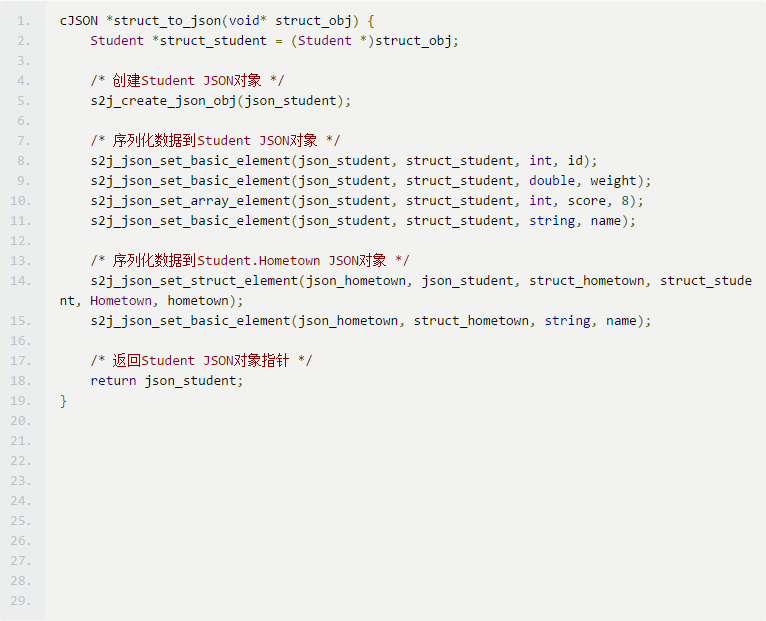 1. cJSON *struct_to_json(void* struct_obj) {
2.     Student *struct_student = (Student *)struct_obj;
3.
4.     /* 创建Student JSON对象 */
5.     s2j_create_json_obj(json_student);
6.
7.     /* 序列化数据到Student JSON对象 */
8.     s2j_json_set_basic_element(json_student, struct_student, int, id);
9.     s2j_json_set_basic_element(json_student, struct_student, double, weight);
10.     s2j_json_set_array_element(json_student, struct_student, int, score, 8);
11.     s2j_json_set_basic_element(json_student, struct_student, string, name);
12.
13.     /* 序列化数据到Student.Hometown JSON对象 */
14.     s2j_json_set_struct_element(json_hometown, json_student, struct_hometown, struct_stude
nt, Hometown, hometown);
15.     s2j_json_set_basic_element(json_hometown, struct_hometown, string, name);
16.
17.     /* 返回Student JSON对象指针 */
18.     return json_student;
19. }
20.
21.
22.
23.
24.
25.
26.
27.
28.
29.